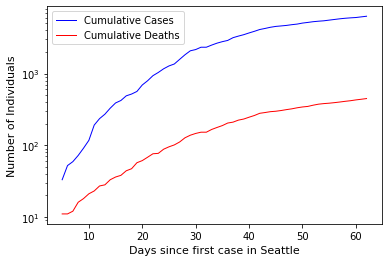 Cumulative Cases
Cumulative Deaths
Number of Individuals
10³
10²
10¹
10 20 30 40 50 60
Days since first case in Seattle